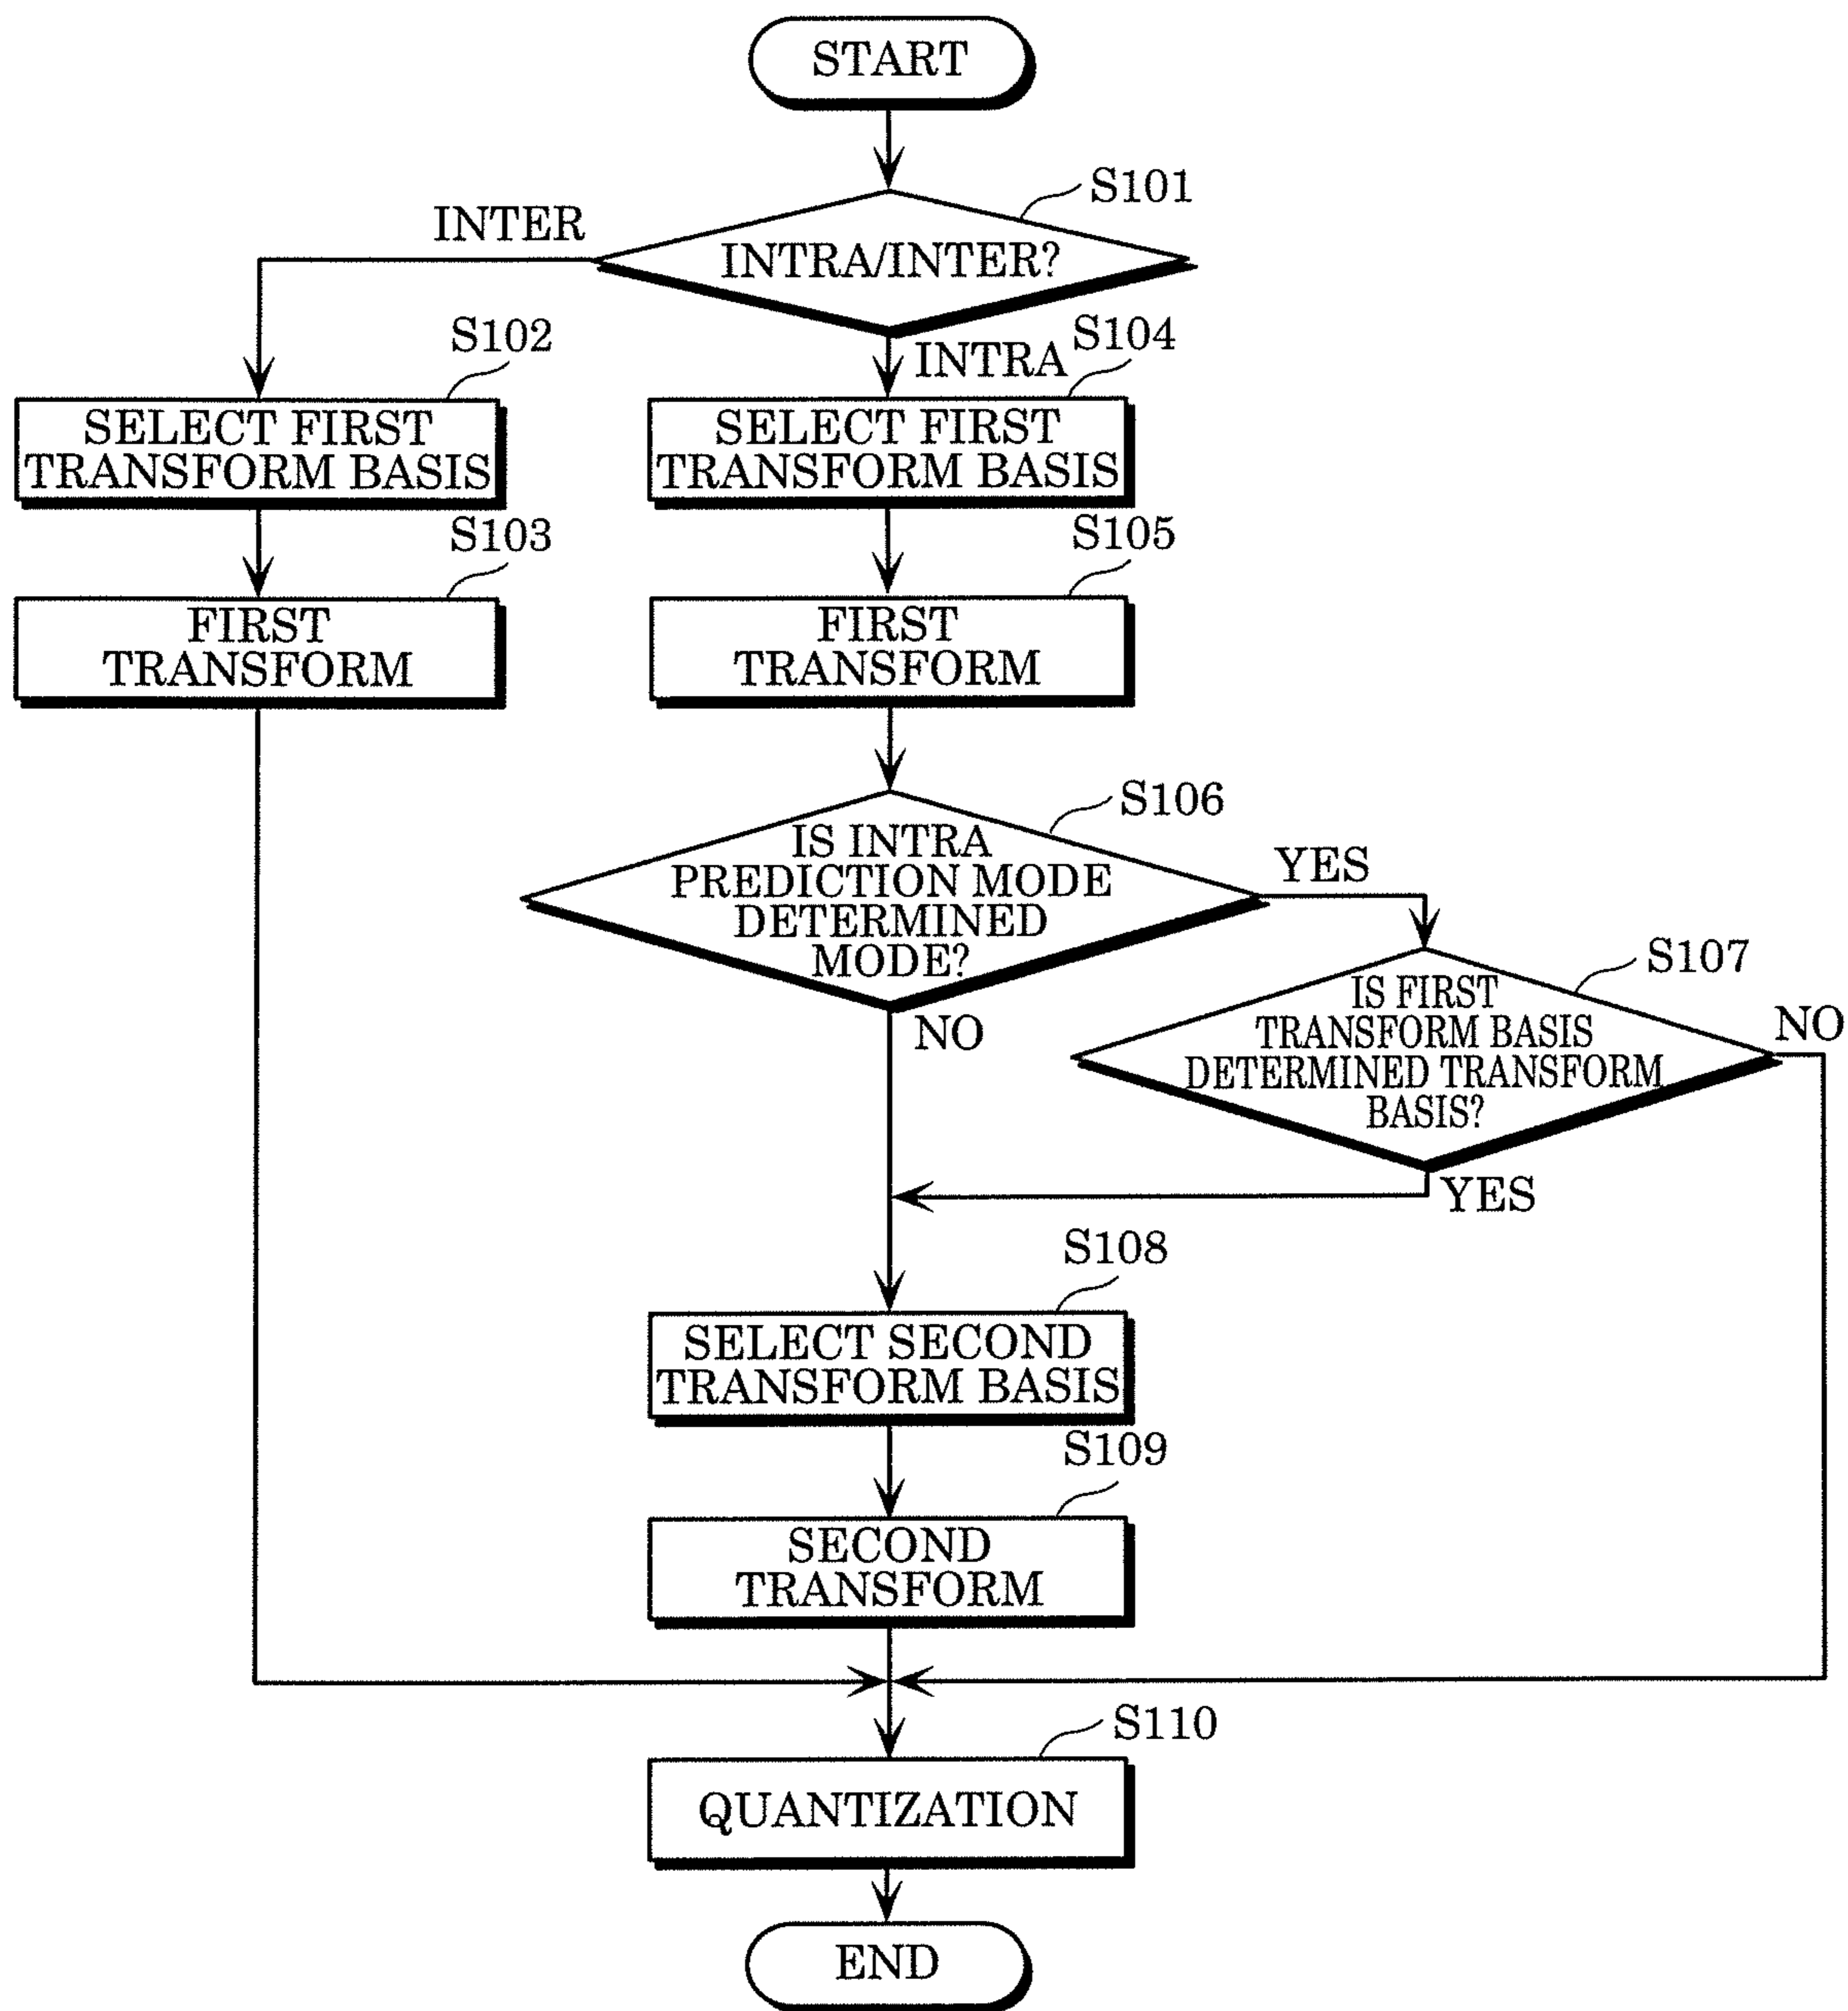 START
S101
INTER
INTRA/INTER?
S102
S104
INTRA
SELECT FIRST
TRANSFORM BASIS
SELECT FIRST
TRANSFORM BASIS
S103
S105
FIRST
TRANSFORM
FIRST
TRANSFORM
S106
IS INTRA
PREDICTION MODE
DETERMINED
MODE?
YES
NO
S107
IS FIRST
TRANSFORM BASIS
DETERMINED TRANSFORM
BASIS?
NO
YES
S108
SELECT SECOND
TRANSFORM BASIS
S109
SECOND
TRANSFORM
S110
QUANTIZATION
END